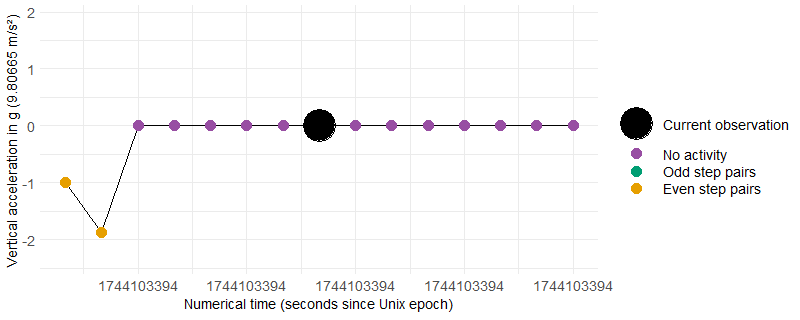 Vertical acceleration in g (9.80665 m/s²)
2
1
0
-1
-2
1744103394
1744103394
1744103394
1744103394
1744103394
Numerical time (seconds since Unix epoch)
Current observation
No activity
Odd step pairs
Even step pairs